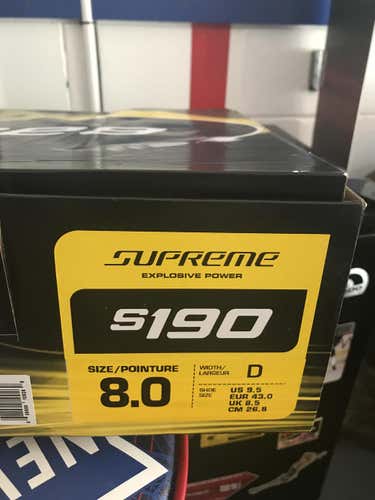 SUPREME
EXPLOSIVE POWER
S190
SIZE/POINTURE
8.0
WIDTH/
LARGEUR
D
SHOE
SIZE
US 9.5
EUR 43.0
UK 8.5
CM 26.8